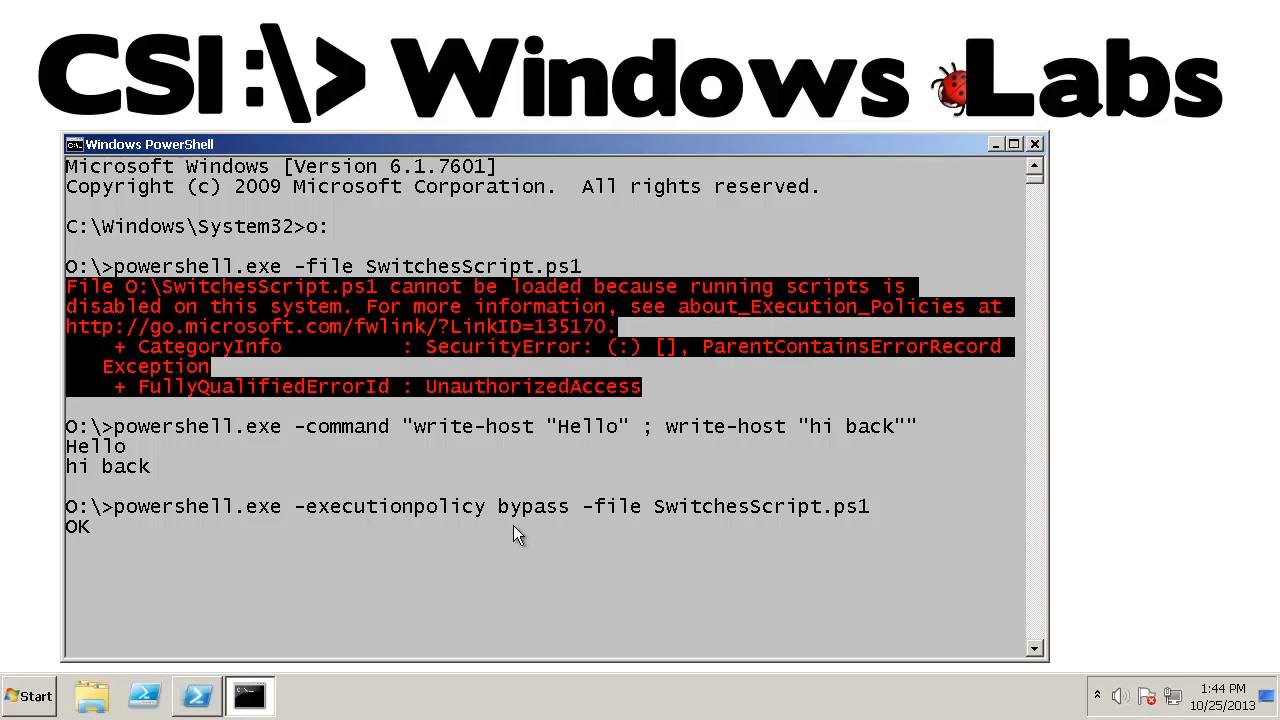 CSI:\> Windows Labs
Windows PowerShell
Microsoft Windows [Version 6.1.7601]
Copyright (c) 2009 Microsoft Corporation.  All rights reserved.
C:\Windows\System32>o:
O:\>powershell.exe -file SwitchesScript.ps1
File O:\SwitchesScript.ps1 cannot be loaded because running scripts is
disabled on this system. For more information, see about_Execution_Policies at
http://go.microsoft.com/fwlink/?LinkID=135170.
    + CategoryInfo          : SecurityError: (:) [], ParentContainsErrorRecord
   Exception
    + FullyQualifiedErrorId : UnauthorizedAccess
O:\>powershell.exe -command "write-host "Hello" ; write-host "hi back""
Hello
hi back
O:\>powershell.exe -executionpolicy bypass -file SwitchesScript.ps1
OK
Start
1:44 PM
10/25/2013